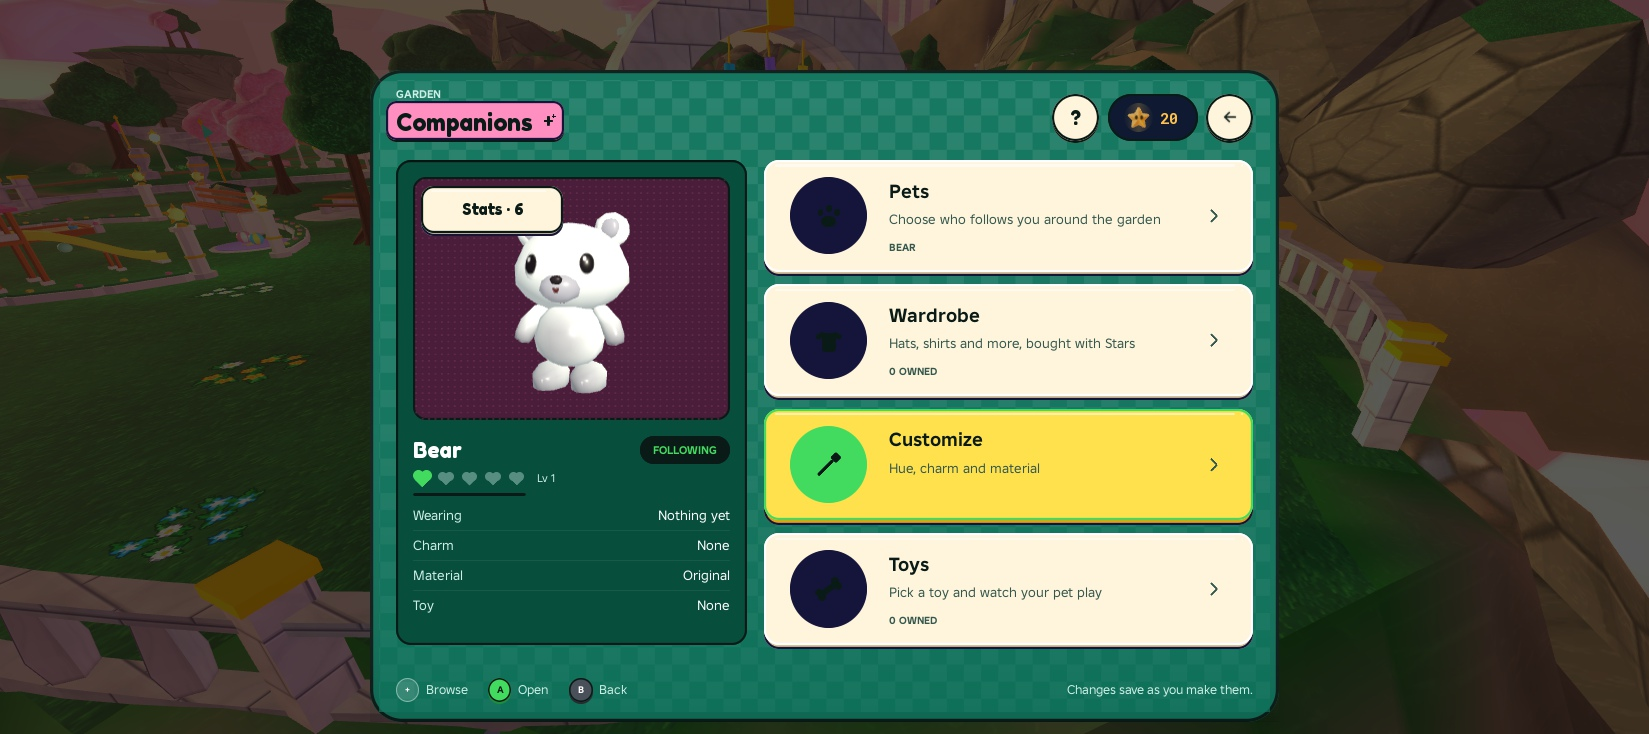 GARDEN
Companions
?
20
Stats · 6
Bear
FOLLOWING
Lv 1
Wearing
Nothing yet
Charm
None
Material
Original
Toy
None
Pets
Choose who follows you around the garden
BEAR
Wardrobe
Hats, shirts and more, bought with Stars
0 OWNED
Customize
Hue, charm and material
Toys
Pick a toy and watch your pet play
0 OWNED
+ Browse
A Open
B Back
Changes save as you make them.